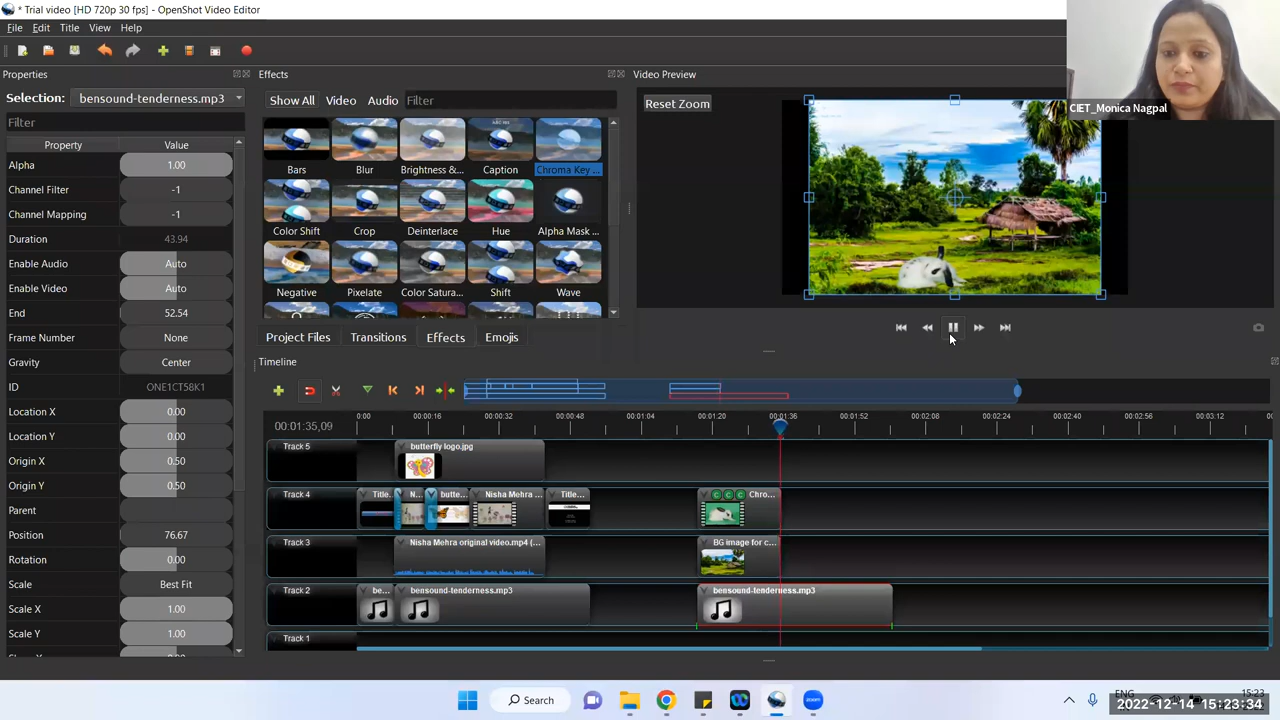 * Trial video [HD 720p 30 fps] - OpenShot Video Editor
File Edit Title View Help
Properties
Effects
Video Preview
CIET_Monica Nagpal
Selection: bensound-tenderness.mp3
Show All Video Audio Filter
Reset Zoom
Filter
Property Value
Alpha 1.00
Channel Filter -1
Channel Mapping -1
Duration 43.94
Enable Audio Auto
Enable Video Auto
End 52.54
Frame Number None
Gravity Center
ID ONE1CT58K1
Location X 0.00
Location Y 0.00
Origin X 0.50
Origin Y 0.50
Parent
Position 76.67
Rotation 0.00
Scale Best Fit
Scale X 1.00
Scale Y 1.00
Bars Blur Brightness &... Caption Chroma Key ...
Color Shift Crop Deinterlace Hue Alpha Mask ...
Negative Pixelate Color Satura... Shift Wave
Project Files Transitions Effects Emojis
Timeline
00:01:35,09
0:00 00:00:16 00:00:32 00:00:48 00:01:04 00:01:20 00:01:36 00:01:52 00:02:08 00:02:24 00:02:40 00:02:56 00:03:12
Track 5 butterfly logo.jpg
Track 4 Title. N... butte... Nisha Mehra ... Title... C C C Chro...
Track 3 Nisha Mehra original video.mp4 (... BG image for c...
Track 2 be... bensound-tenderness.mp3 bensound-tenderness.mp3
Track 1
Search
ENG
15:23
2022-12-14 15:23:34